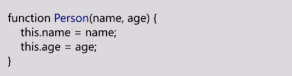 function Person(name, age) {
    this.name = name;
    this.age = age;
}